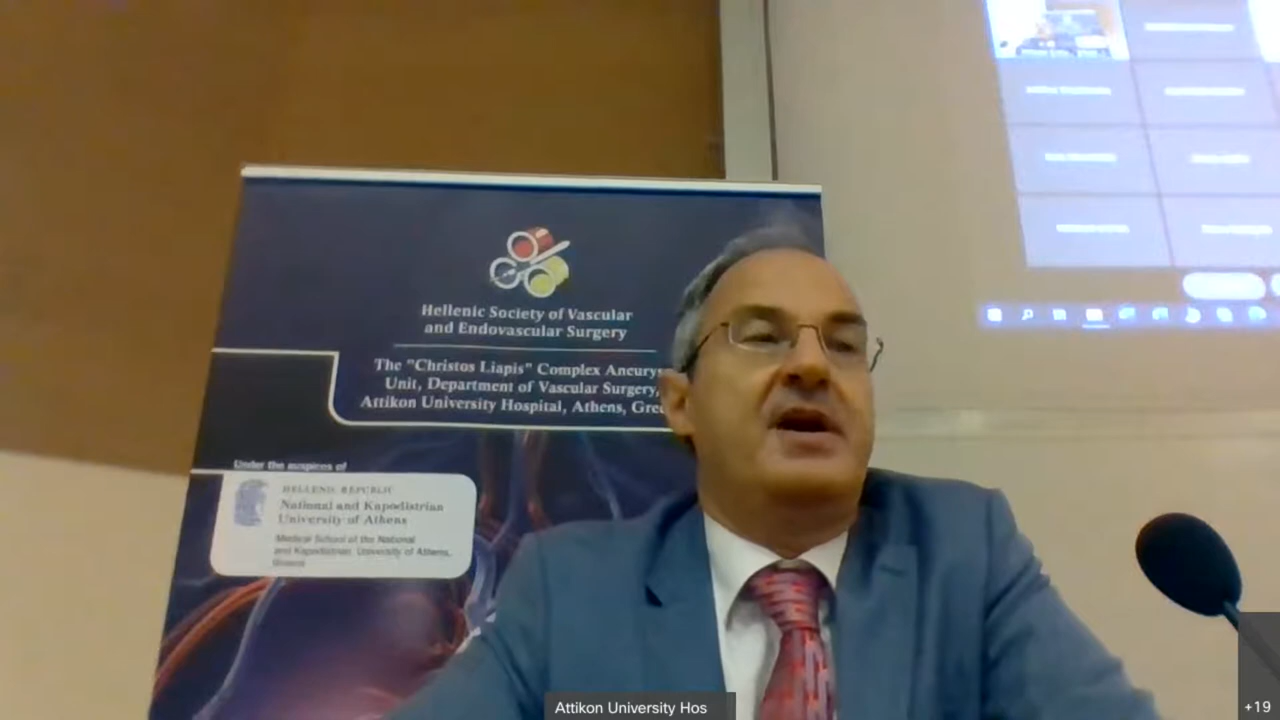 Hellenic Society of Vascular
and Endovascular Surgery
The "Christos Liapis" Complex Aneurys
Unit, Department of Vascular Surgery,
Attikon University Hospital, Athens, Gree
Under the auspices of
HELLENIC REPUBLIC
National and Kapodistrian
University of Athens
Medical School of the National
and Kapodistrian University of Athens,
Greece
Attikon University Hos
+19